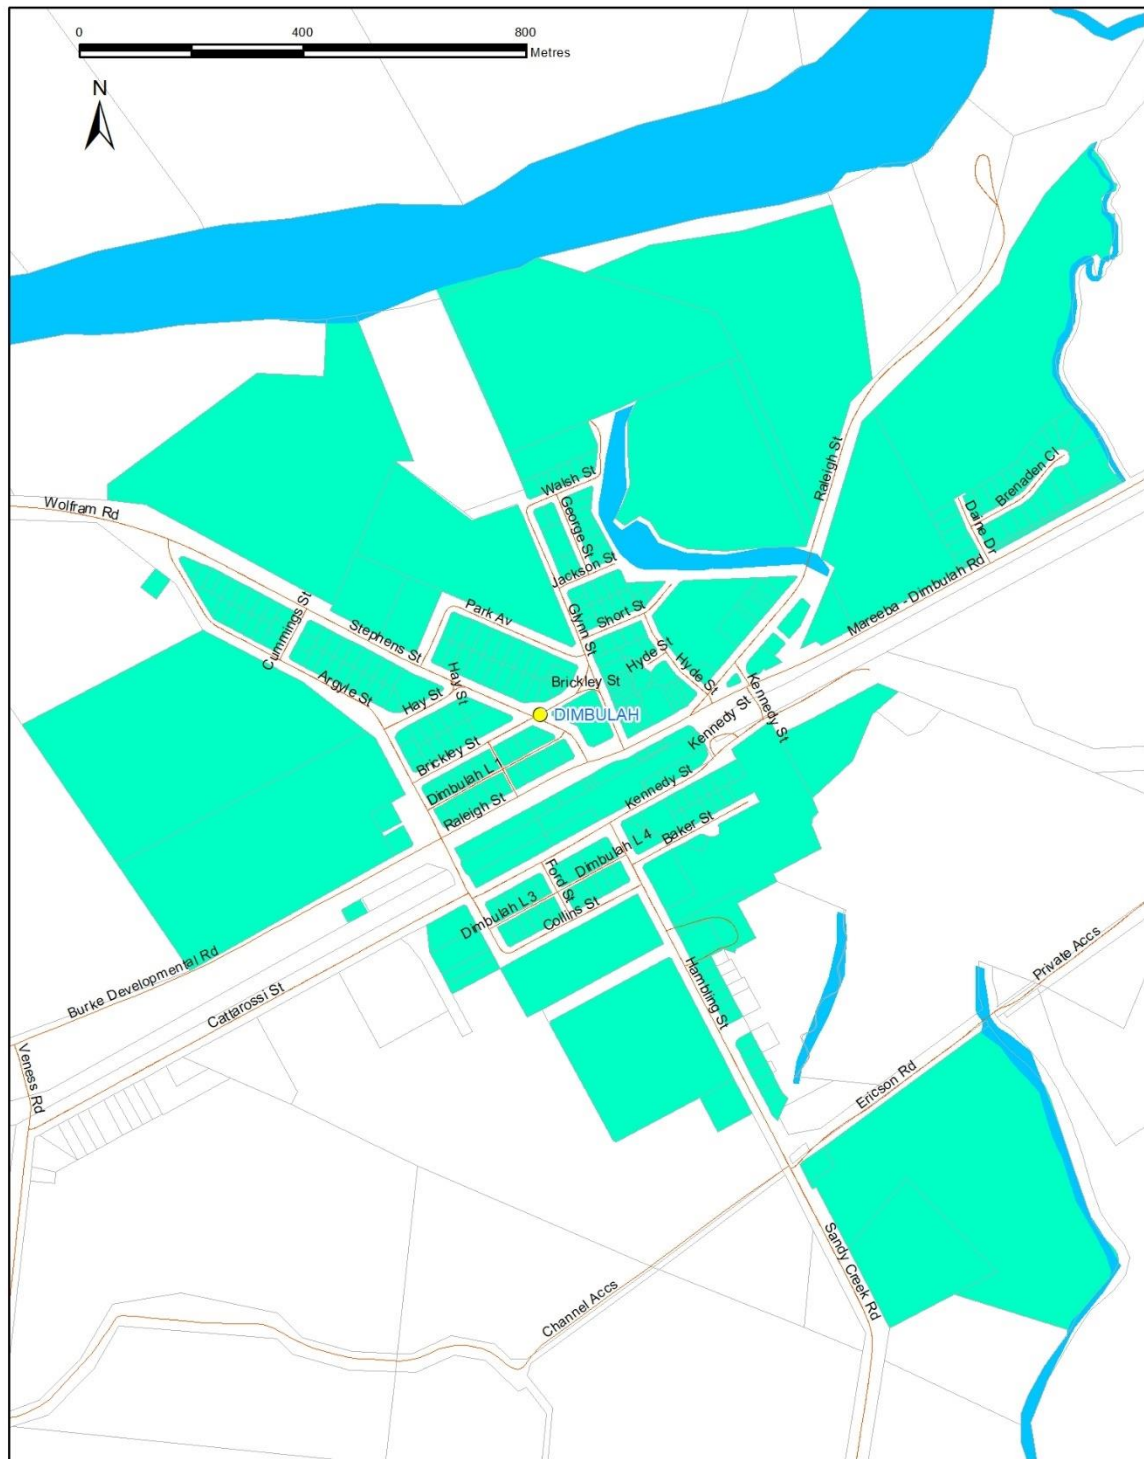 0 400 800
Metres
N
Wolfram Rd
Walsh St
George St
Jackson St
Raleigh St
Brenaden Cl
Daine Dr
Mareeba - Dimbulah Rd
Cummings St
Stephens St
Park Av
Glynn St
Short St
Hyde St
Hyde St
Argyle St
Hay St
Hay St
Brickley St
DIMBULAH
Kennedy St
Kennedy St
Brickley St
Dimbulah L 1
Raleigh St
Kennedy St
Baker St
Dimbulah L 4
Ford St
Dimbulah L 3
Collins St
Burke Developmental Rd
Cattarossi St
Veness Rd
Hambling St
Private Accs
Ericson Rd
Sandy Creek Rd
Channel Accs